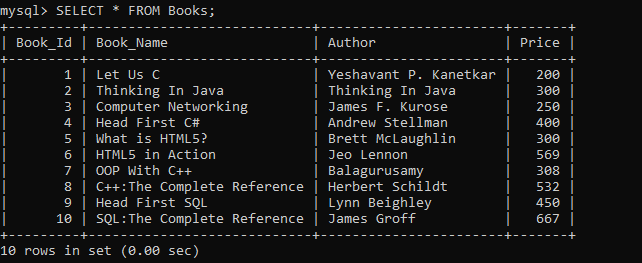 mysql> SELECT * FROM Books;
+---------+----------------------------+-----------------------+-------+
| Book_Id | Book_Name                  | Author                | Price |
+---------+----------------------------+-----------------------+-------+
|       1 | Let Us C                   | Yeshavant P. Kanetkar |   200 |
|       2 | Thinking In Java           | Thinking In Java      |   300 |
|       3 | Computer Networking        | James F. Kurose       |   250 |
|       4 | Head First C#              | Andrew Stellman       |   400 |
|       5 | What is HTML5?             | Brett McLaughlin      |   300 |
|       6 | HTML5 in Action            | Jeo Lennon            |   569 |
|       7 | OOP With C++               | Balagurusamy          |   308 |
|       8 | C++:The Complete Reference | Herbert Schildt       |   532 |
|       9 | Head First SQL             | Lynn Beighley         |   450 |
|      10 | SQL:The Complete Reference | James Groff           |   667 |
+---------+----------------------------+-----------------------+-------+
10 rows in set (0.00 sec)